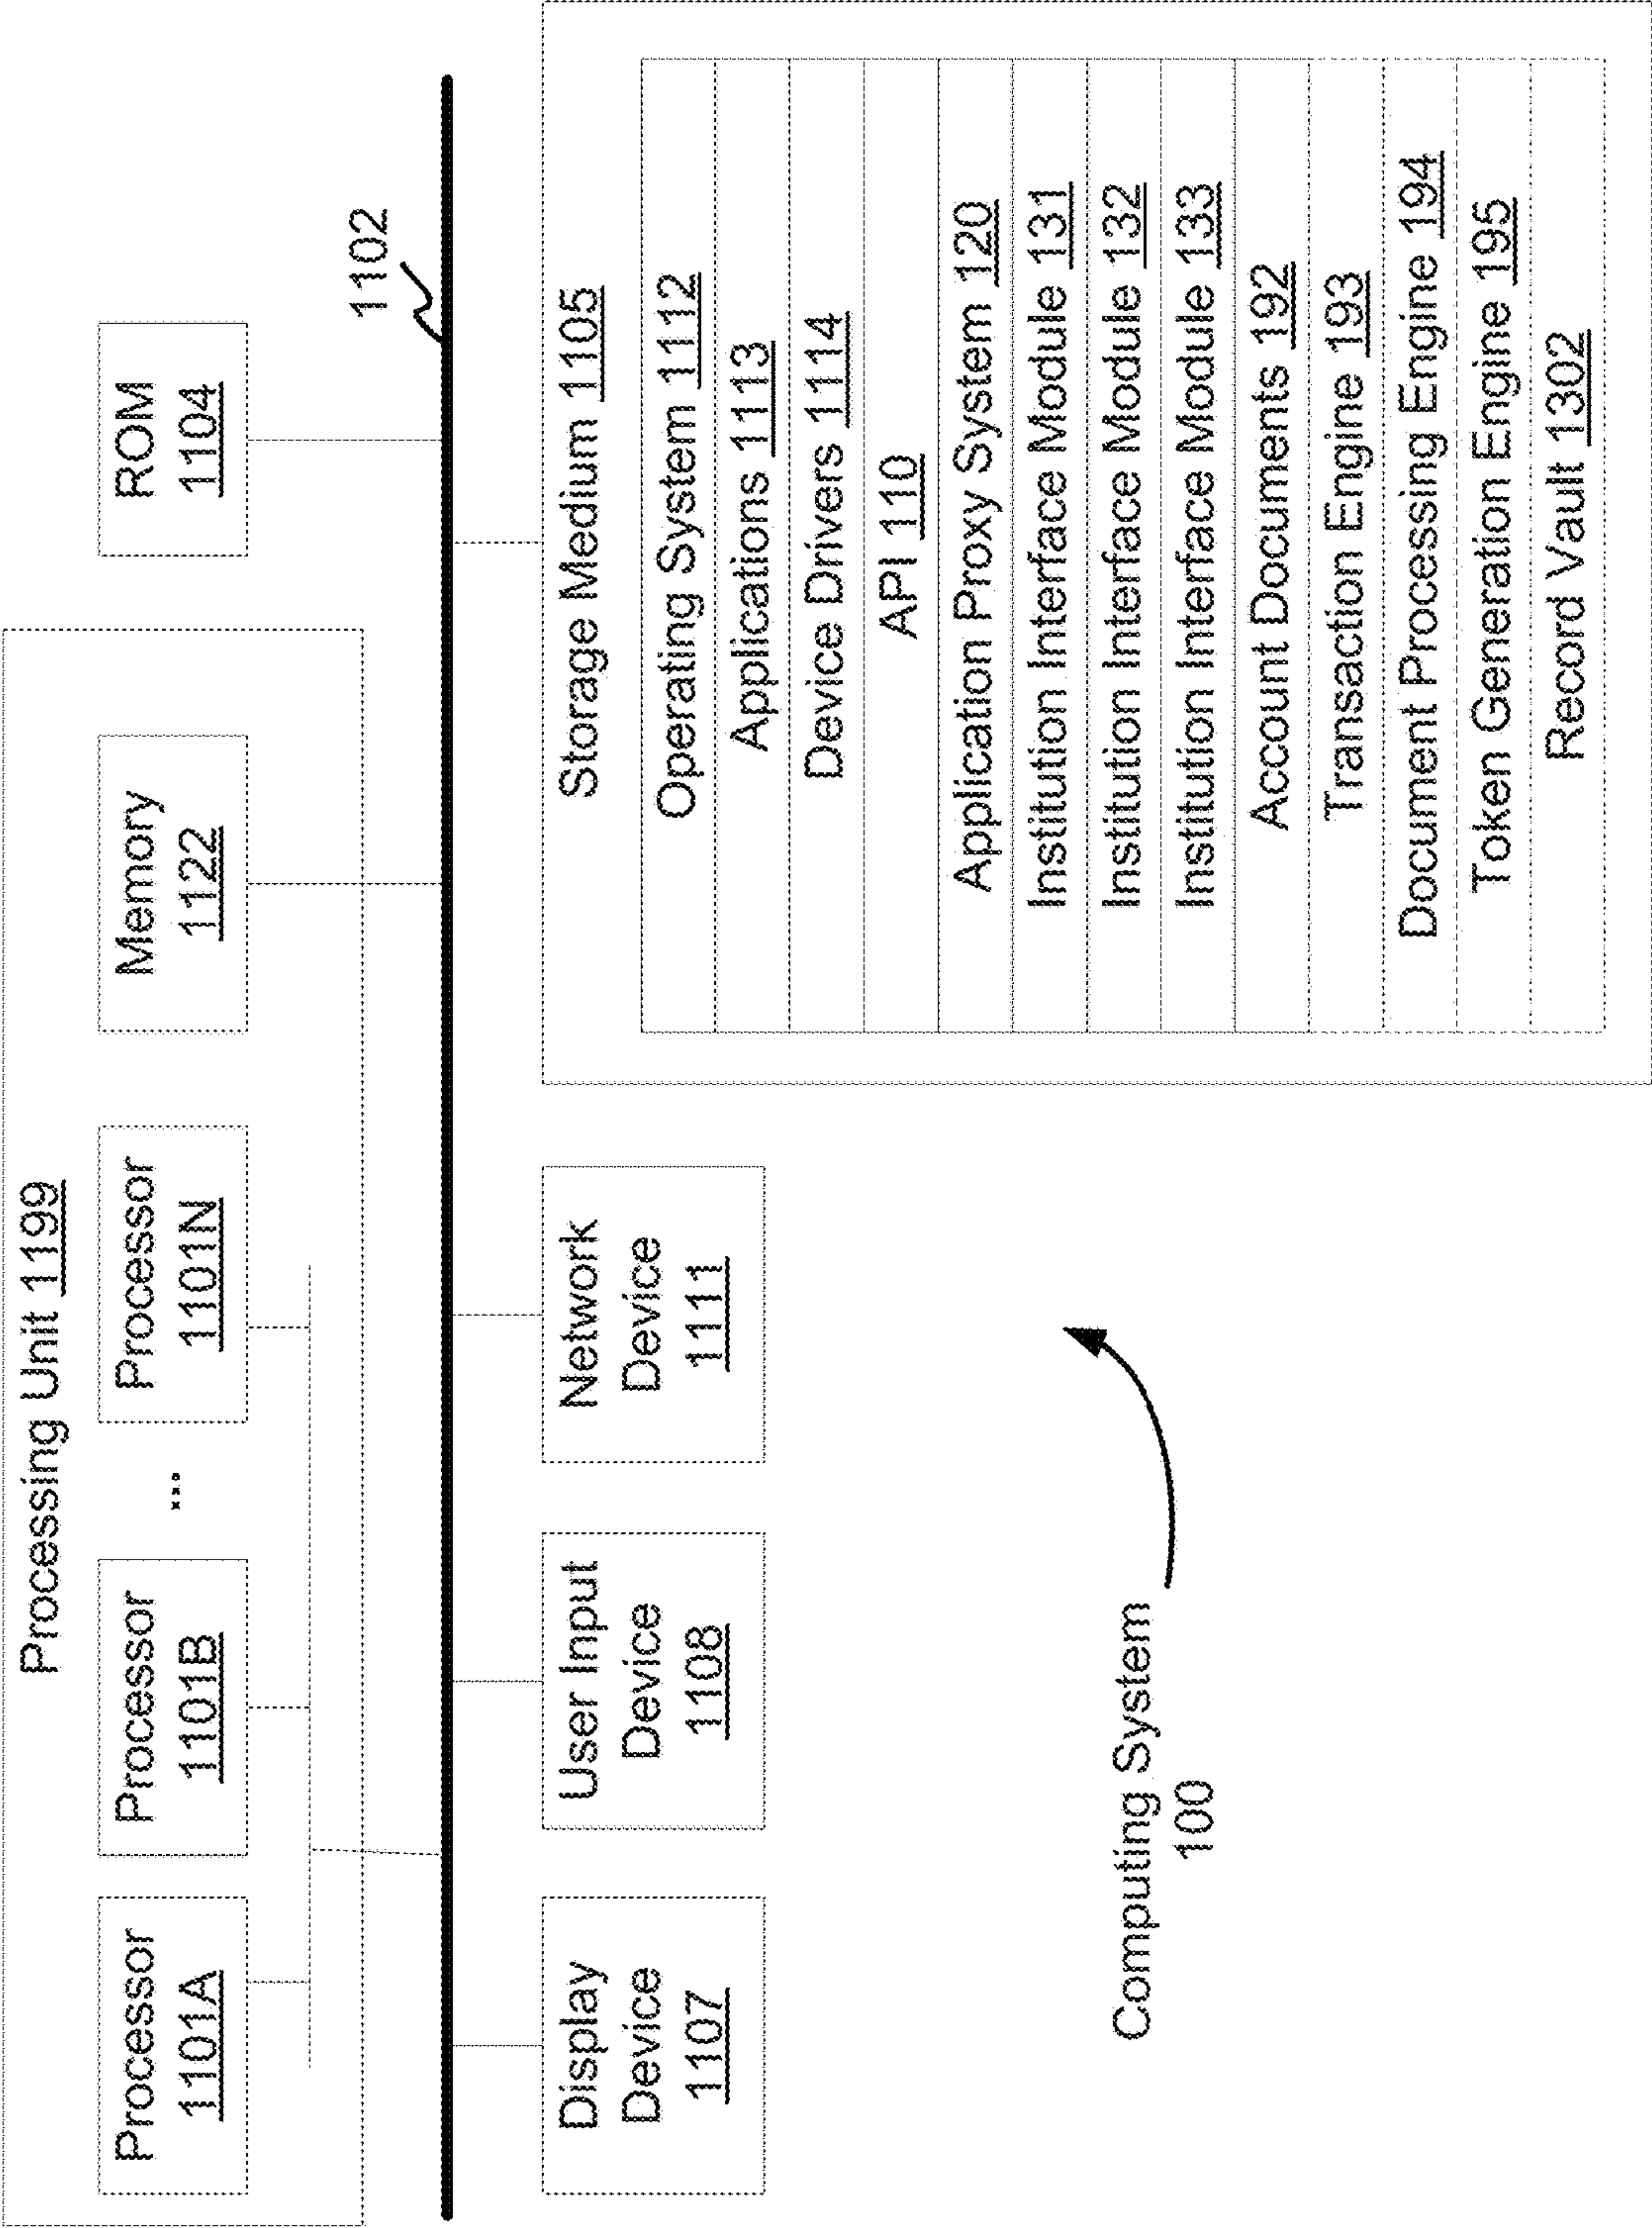 Processing Unit 1199
Processor
1101A
Processor
1101B
...
Processor
1101N
Memory
1122
ROM
1104
1102
Display
Device
1107
User Input
Device
1108
Network
Device
1111
Storage Medium 1105
Operating System 1112
Applications 1113
Device Drivers 1114
API 110
Application Proxy System 120
Institution Interface Module 131
Institution Interface Module 132
Institution Interface Module 133
Account Documents 192
Transaction Engine 193
Document Processing Engine 194
Token Generation Engine 195
Record Vault 1302
Computing System
100